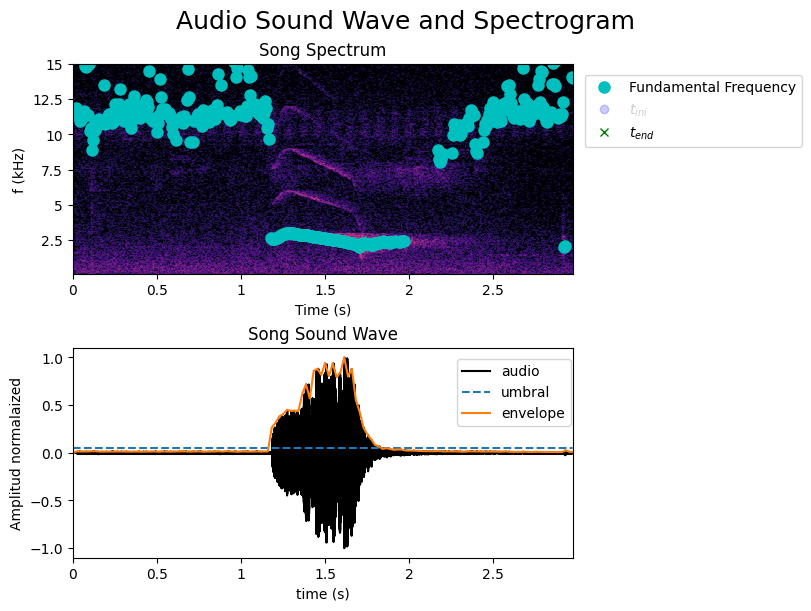 Audio Sound Wave and Spectrogram
Song Spectrum
15
12.5
10
7.5
5
2.5
f (kHz)
0 0.5 1 1.5 2 2.5
Time (s)
Fundamental Frequency
t_ini
t_end
Song Sound Wave
1.0
0.5
0.0
−0.5
−1.0
Amplitud normalaized
audio
umbral
envelope
0 0.5 1 1.5 2 2.5
time (s)